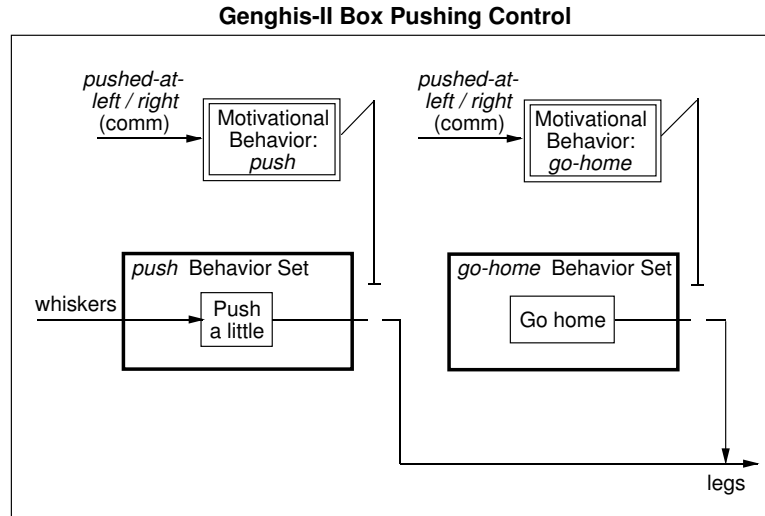 Genghis-II Box Pushing Control
pushed-at-
left / right
(comm)
Motivational
Behavior:
push
pushed-at-
left / right
(comm)
Motivational
Behavior:
go-home
push Behavior Set
whiskers
Push
a little
go-home Behavior Set
Go home
legs